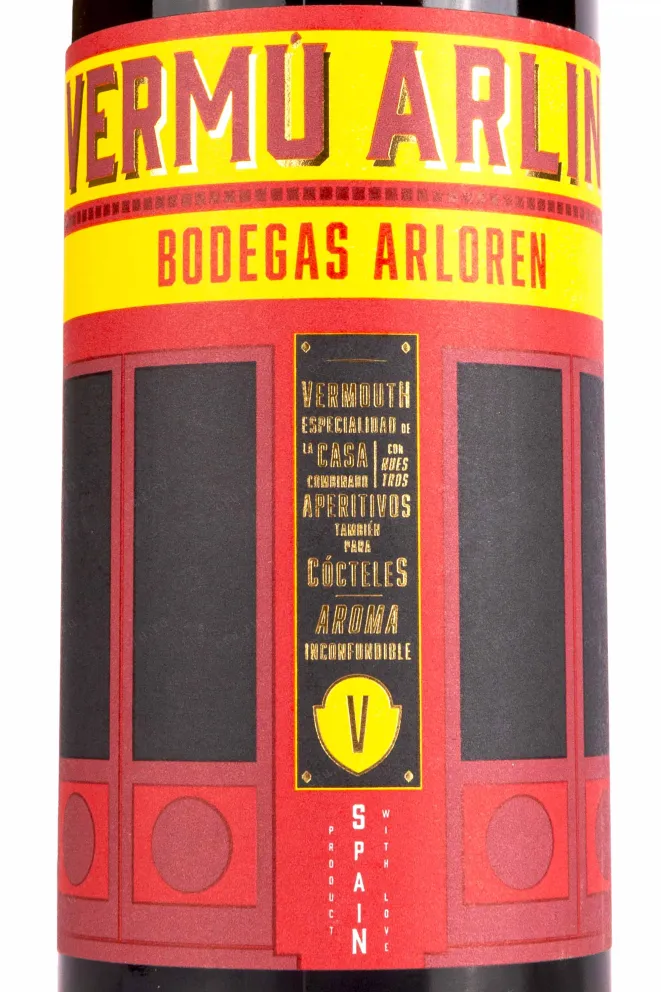 VERMÚ ARLIN
BODEGAS ARLOREN
VERMOUTH
ESPECIALIDAD DE
LA CASA
COMBINADO
CON
NUES
TROS
APERITIVOS
TAMBIÉN
PARA
CÓCTELES
AROMA
INCONFUNDIBLE
V
PRODUCT
SPAIN
WITH LOVE